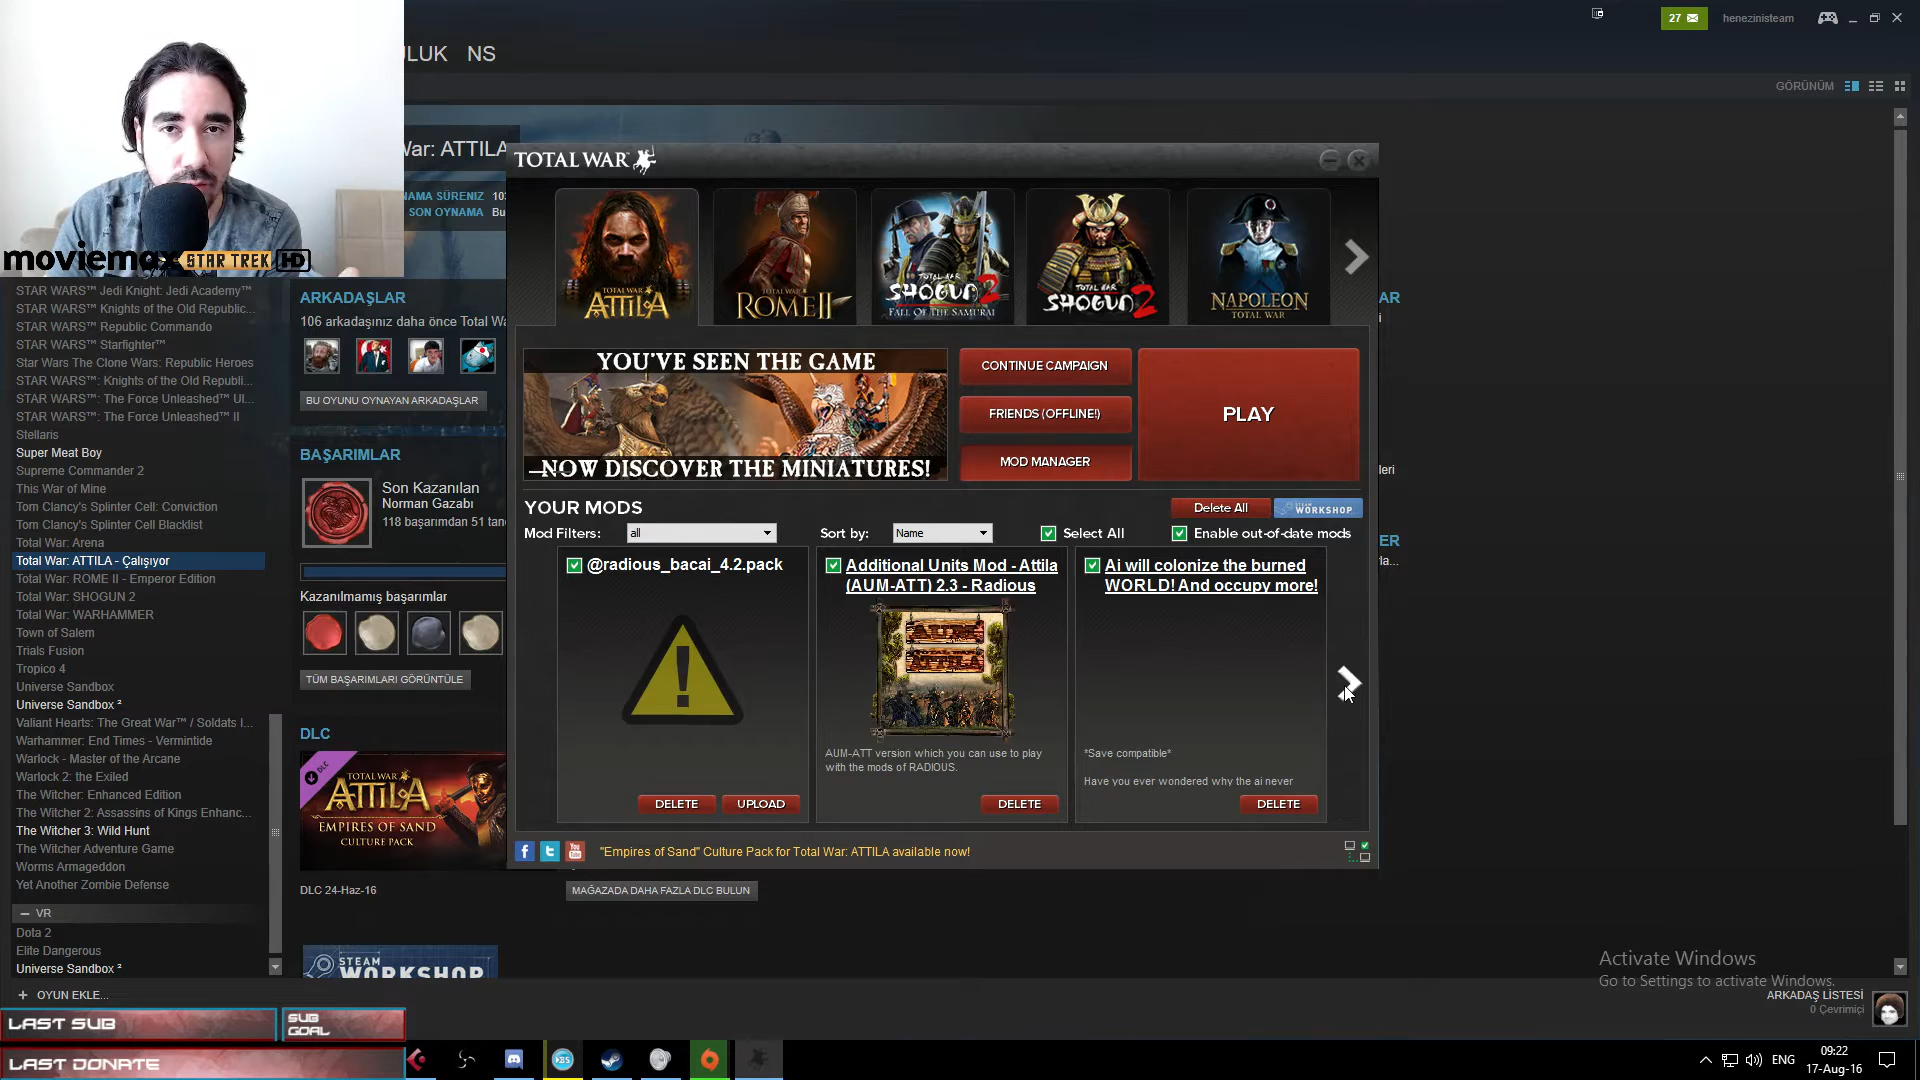 27
henezinisteam
ULUK NS
GÖRÜNÜM
War: ATTILA
NAMA SÜRENIZ 10
SON OYNAMA Bu
moviemax STAR TREK HD
STAR WARS™ Jedi Knight: Jedi Academy™
STAR WARS™ Knights of the Old Republic...
STAR WARS™ Republic Commando
STAR WARS™ Starfighter™
Star Wars The Clone Wars: Republic Heroes
STAR WARS™: Knights of the Old Republi...
STAR WARS™: The Force Unleashed™ Ul...
STAR WARS™: The Force Unleashed™ II
Stellaris
Super Meat Boy
Supreme Commander 2
This War of Mine
Tom Clancy's Splinter Cell: Conviction
Tom Clancy's Splinter Cell Blacklist
Total War: Arena
Total War: ATTILA - Çalışıyor
Total War: ROME II - Emperor Edition
Total War: SHOGUN 2
Total War: WARHAMMER
Town of Salem
Trials Fusion
Tropico 4
Universe Sandbox
Universe Sandbox ²
Valiant Hearts: The Great War™ / Soldats I...
Warhammer: End Times - Vermintide
Warlock - Master of the Arcane
Warlock 2: the Exiled
The Witcher: Enhanced Edition
The Witcher 2: Assassins of Kings Enhanc...
The Witcher 3: Wild Hunt
The Witcher Adventure Game
Worms Armageddon
Yet Another Zombie Defense
VR
Dota 2
Elite Dangerous
Universe Sandbox ²
OYUN EKLE...
LAST SUB
SUB GOAL
LAST DONATE
ARKADAŞLAR
106 arkadaşınız daha önce Total Wa
BU OYUNU OYNAYAN ARKADAŞLAR
BAŞARIMLAR
Son Kazanılan
Norman Gazabı
118 başarımdan 51 tan
Kazanılmamış başarımlar
TÜM BAŞARIMLARI GÖRÜNTÜLE
DLC
DLC
TOTAL WAR
ATTILA
EMPIRES OF SAND
CULTURE PACK
DLC 24-Haz-16
MAĞAZADA DAHA FAZLA DLC BULUN
STEAM
WORKSHOP
TOTAL WAR
TOTAL WAR
ATTILA
ROME II
TOTAL WAR
SHOGUN 2
FALL OF THE SAMURAI
TOTAL WAR
SHOGUN 2
NAPOLEON
TOTAL WAR
YOU'VE SEEN THE GAME
NOW DISCOVER THE MINIATURES!
CONTINUE CAMPAIGN
FRIENDS (OFFLINE!)
MOD MANAGER
PLAY
YOUR MODS
Delete All
WORKSHOP
Mod Filters: all
Sort by: Name
Select All
Enable out-of-date mods
@radious_bacai_4.2.pack
DELETE
UPLOAD
Additional Units Mod - Attila
(AUM-ATT) 2.3 - Radious
ATTILA
AUM-ATT version which you can use to play
with the mods of RADIOUS.
DELETE
Ai will colonize the burned
WORLD! And occupy more!
*Save compatible*
Have you ever wondered why the ai never
DELETE
"Empires of Sand" Culture Pack for Total War: ATTILA available now!
AR
leri
ER
la...
Activate Windows
Go to Settings to activate Windows.
ARKADAŞ LİSTESİ
0 Çevrimiçi
ENG
09:22
17-Aug-16